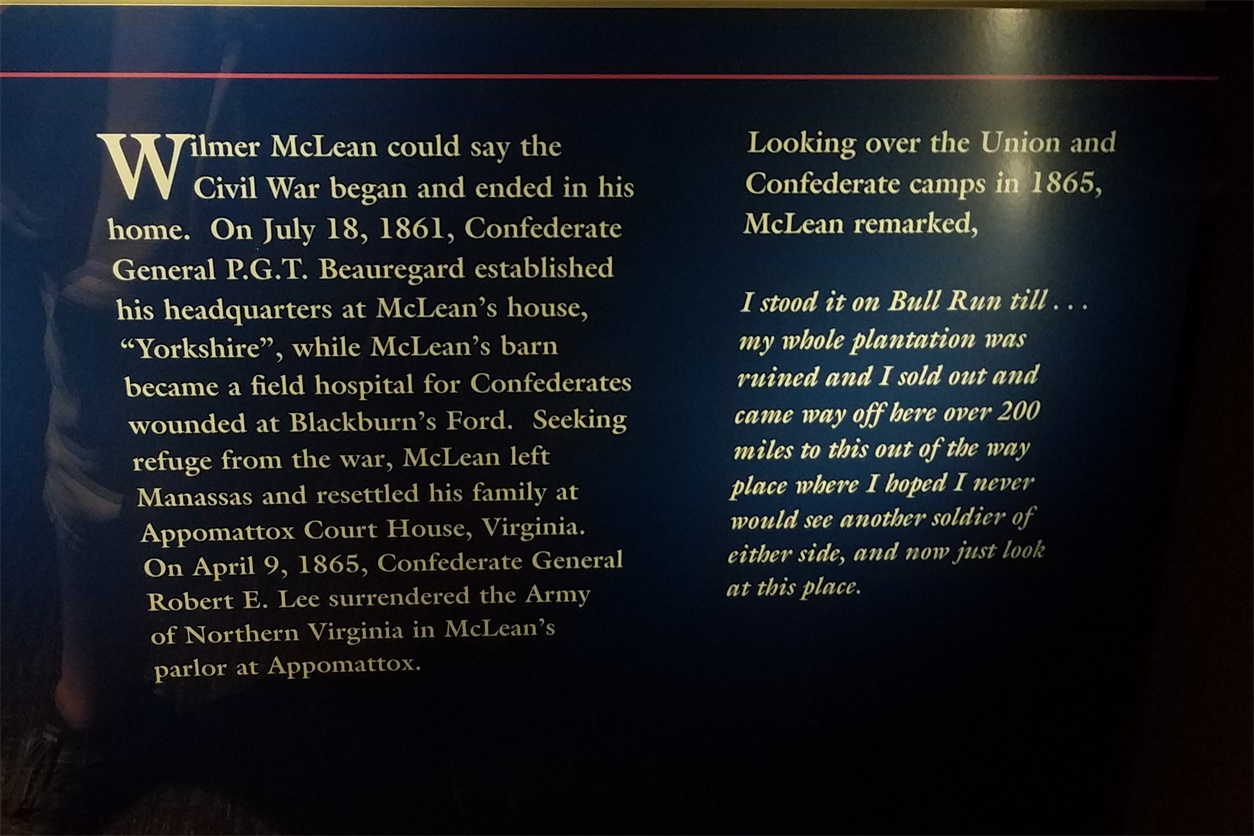 Wilmer McLean could say the
Civil War began and ended in his
home. On July 18, 1861, Confederate
General P.G.T. Beauregard established
his headquarters at McLean's house,
“Yorkshire”, while McLean's barn
became a field hospital for Confederates
wounded at Blackburn's Ford. Seeking
refuge from the war, McLean left
Manassas and resettled his family at
Appomattox Court House, Virginia.
On April 9, 1865, Confederate General
Robert E. Lee surrendered the Army
of Northern Virginia in McLean's
parlor at Appomattox.
Looking over the Union and
Confederate camps in 1865,
McLean remarked,
I stood it on Bull Run till . . .
my whole plantation was
ruined and I sold out and
came way off here over 200
miles to this out of the way
place where I hoped I never
would see another soldier of
either side, and now just look
at this place.